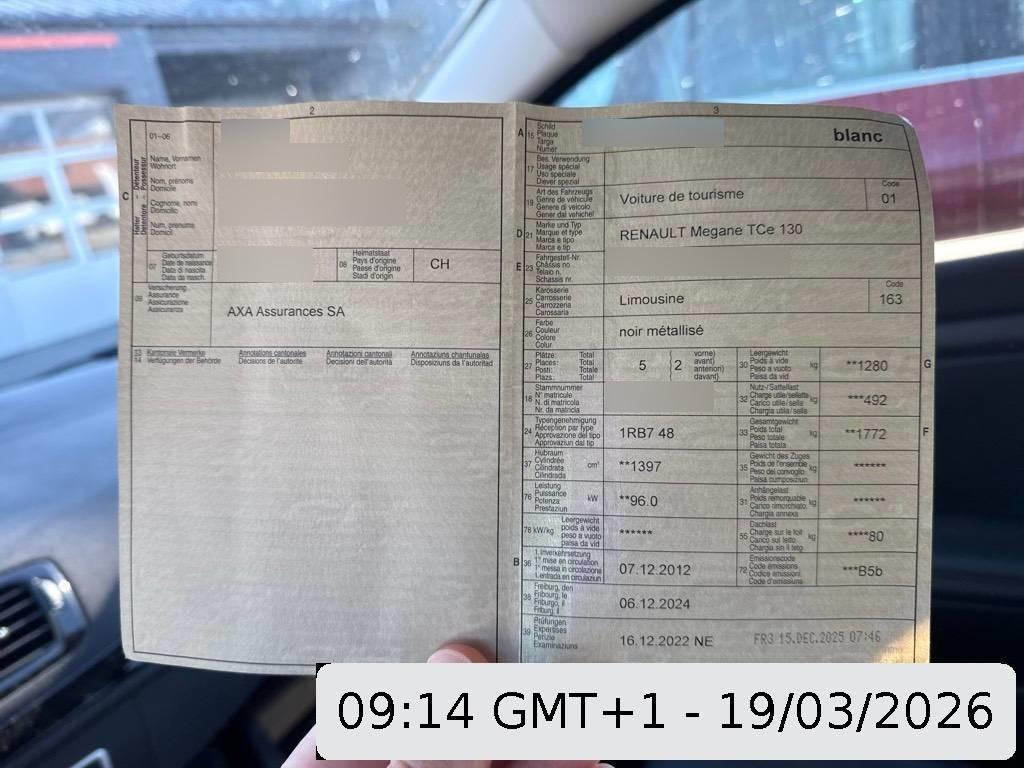 2
01–06
C
Halter - Détenteur
Detentore - Possessur
Name, Vornamen
Wohnort
Nom, prénoms
Domicile
Cognome, nomi
Domicilio
Num, prenums
Domicil
07
Geburtsdatum
Date de naissance
Data di nascita
Data da nasch.
08
Heimatstaat
Pays d'origine
Paese d'origine
Stadi d'origin
CH
09
Versicherung
Assurance
Assicurazione
Assicuranza
AXA Assurances SA
13
14
Kantonale Vermerke
Verfügungen der Behörde
Annotations cantonales
Décisions de l'autorité
Annotazioni cantonali
Decisioni dell'autorità
Annotaziuns chantunalas
Disposiziuns da l'autoritad
3
A
15
Schild
Plaque
Targa
Numer
blanc
17
Bes. Verwendung
Usage spécial
Uso speciale
Diever spezial
19
Art des Fahrzeugs
Genre de véhicule
Genere di veicolo
Gener dal vehichel
Voiture de tourisme
Code
01
D
21
Marke und Typ
Marque et type
Marca e tipo
Marca e tip
RENAULT Megane TCe 130
E
23
Fahrgestell-Nr.
Châssis no
Telaio n.
Schassis nr.
25
Karosserie
Carrosserie
Carrozzeria
Carossaria
Limousine
Code
163
26
Farbe
Couleur
Colore
Colur
noir métallisé
27
Plätze: Total
Places: Total
Posti: Totale
Plazs: Total
5
2
vorne)
avant)
anteriori)
davant)
30
Leergewicht
Poids à vide
Peso a vuoto
Paisa da vid
kg
**1280
G
18
Stammnummer
N° matricule
N. di matricola
Nr. da matricla
32
Nutz-/Sattellast
Charge utile/sellette
Carico utile/sella
Chargia utila/sella
kg
***492
24
Typengenehmigung
Réception par type
Approvazione del tipo
Approvaziun dal tip
1RB7 48
33
Gesamtgewicht
Poids total
Peso totale
Paisa totala
kg
**1772
F
37
Hubraum
Cylindrée
Cilindrata
Cilindrada
cm³
**1397
35
Gewicht des Zuges
Poids de l'ensemble
Peso del convoglio
Paisa cumposiziun
kg
******
76
Leistung
Puissance
Potenza
Prestaziun
kW
**96.0
31
Anhängelast
Poids remorquable
Carico rimorchiato
Chargia annexa
kg
******
78 kW/kg
Leergewicht
poids à vide
peso a vuoto
paisa da vid
******
55
Dachlast
Charge sur le toit
Carico sul tetto
Chargia sin il tetg
kg
****80
B
36
1. Inverkehrsetzung
1re mise en circulation
1a messa in circolazione
1. entrada en circulaziun
07.12.2012
72
Emissionscode
Code émissions
Codice emissioni
Code d'emissiuns
***B5b
38
Freiburg, den
Fribourg, le
Friburgo, il
Friburg, il
06.12.2024
39
Prüfungen
Expertises
Perizie
Examinaziuns
16.12.2022 NE
FR3 15.DEC.2025 07:46
09:14 GMT+1 - 19/03/2026